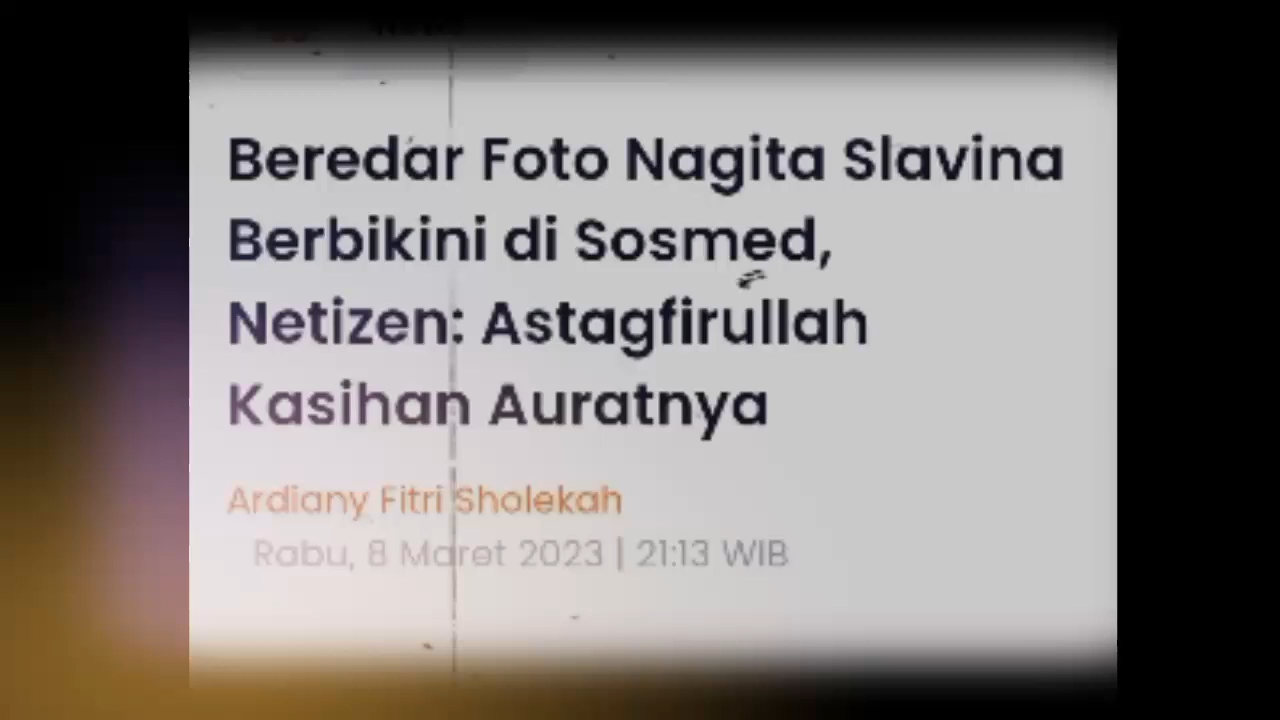 Beredar Foto Nagita Slavina
Berbikini di Sosmed,
Netizen: Astagfirullah
Kasihan Auratnya
Ardiany Fitri Sholekah
Rabu, 8 Maret 2023 | 21:13 WIB